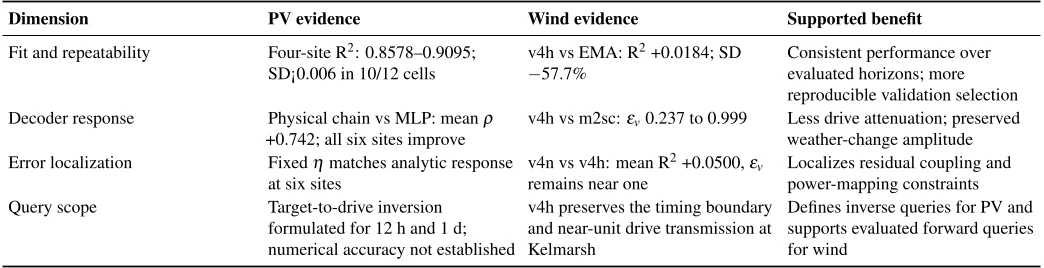 Dimension PV evidence Wind evidence Supported benefit
Fit and repeatability Four-site R²: 0.8578–0.9095; v4h vs EMA: R² +0.0184; SD Consistent performance over
SD¡0.006 in 10/12 cells −57.7% evaluated horizons; more
reproducible validation selection
Decoder response Physical chain vs MLP: mean ρ v4h vs m2sc: εᵥ 0.237 to 0.999 Less drive attenuation; preserved
+0.742; all six sites improve weather-change amplitude
Error localization Fixed η matches analytic response v4n vs v4h: mean R² +0.0500, εᵥ Localizes residual coupling and
at six sites remains near one power-mapping constraints
Query scope Target-to-drive inversion v4h preserves the timing boundary Defines inverse queries for PV and
formulated for 12 h and 1 d; and near-unit drive transmission at supports evaluated forward queries
numerical accuracy not established Kelmarsh for wind